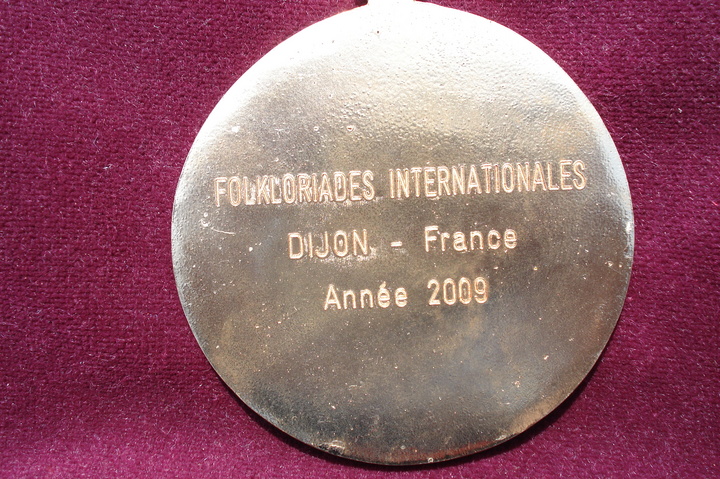 FOLKLORIADES INTERNATIONALES
DIJON - France
Année 2009